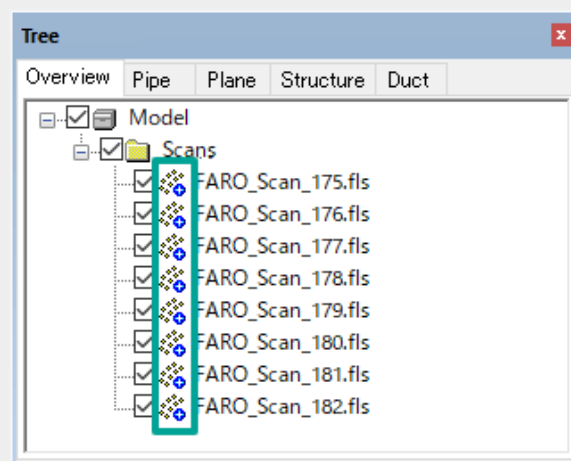 Tree
Overview Pipe Plane Structure Duct
Model
Scans
FARO_Scan_175.fls
FARO_Scan_176.fls
FARO_Scan_177.fls
FARO_Scan_178.fls
FARO_Scan_179.fls
FARO_Scan_180.fls
FARO_Scan_181.fls
FARO_Scan_182.fls